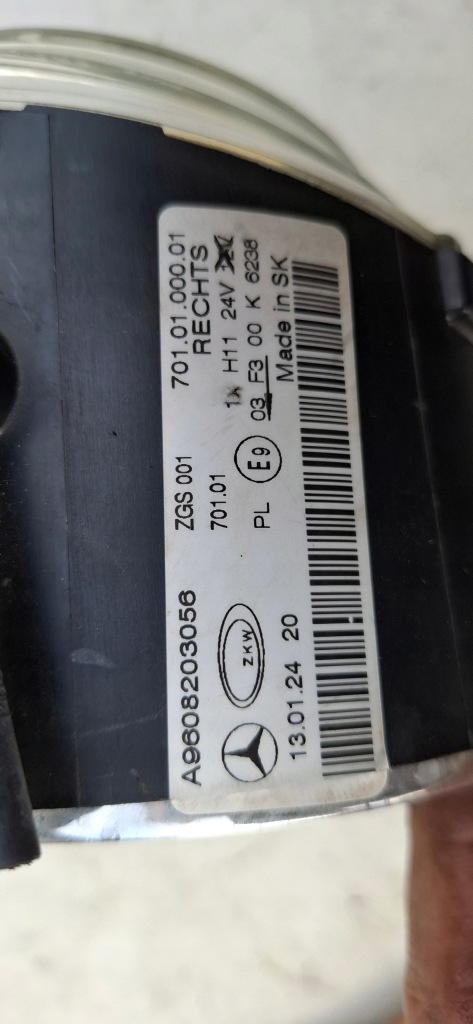 A9608203056 ZGS 001 701.01.000.01
701.01 RECHTS
ZKW
1x H11 24V
PL E9 03 F3 00 K 6238
13.01.24 20 Made in SK